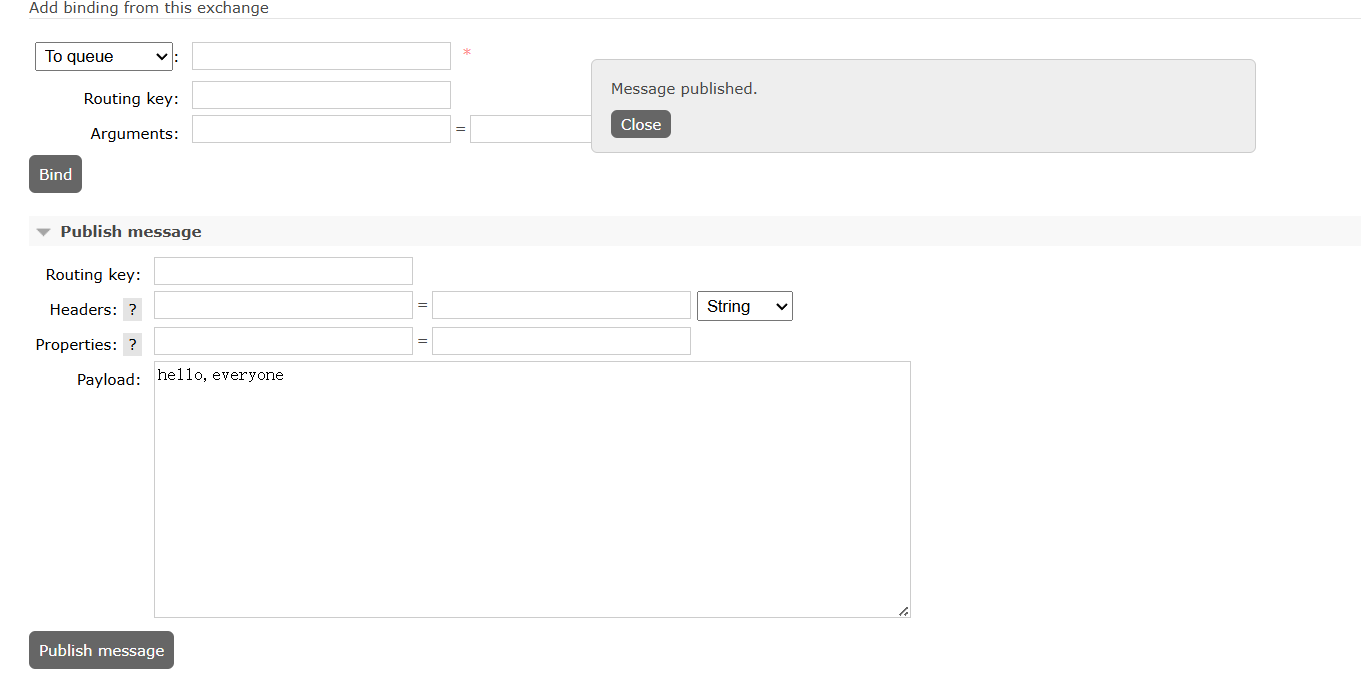 Add binding from this exchange
To queue : *
Message published.
Routing key:
Close
Arguments: =
Bind
Publish message
Routing key:
Headers: ? = String
Properties: ? =
Payload: hello,everyone
Publish message